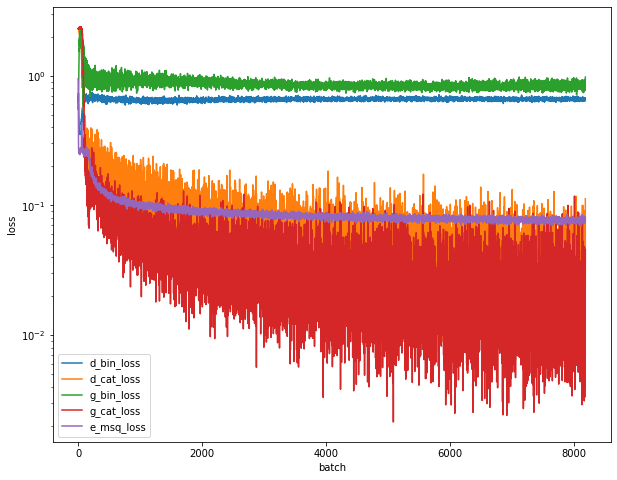 10⁰
10⁻¹
10⁻²
loss
d_bin_loss
d_cat_loss
g_bin_loss
g_cat_loss
e_msq_loss
0
2000
4000
6000
8000
batch